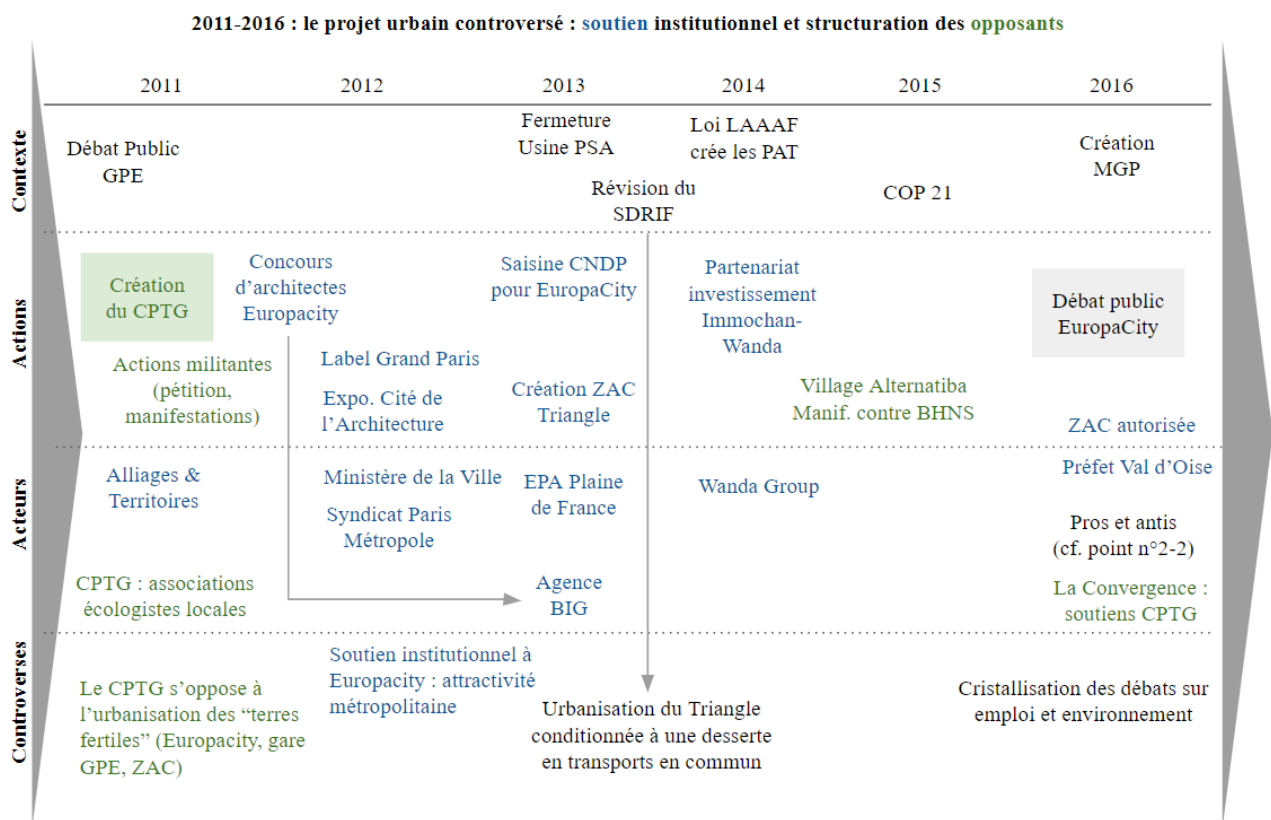 2011-2016 : le projet urbain controversé : soutien institutionnel et structuration des opposants
2011
2012
2013
2014
2015
2016
Contexte
Débat Public
GPE
Fermeture
Usine PSA
Révision du
SDRIF
Loi LAAAF
crée les PAT
COP 21
Création
MGP
Actions
Création
du CPTG
Actions militantes
(pétition,
manifestations)
Concours
d’architectes
Europacity
Label Grand Paris
Expo. Cité de
l’Architecture
Saisine CNDP
pour EuropaCity
Création ZAC
Triangle
Partenariat
investissement
Immochan-
Wanda
Village Alternatiba
Manif. contre BHNS
Débat public
EuropaCity
ZAC autorisée
Acteurs
Alliages &
Territoires
CPTG : associations
écologistes locales
Ministère de la Ville
Syndicat Paris
Métropole
EPA Plaine
de France
Agence
BIG
Wanda Group
Préfet Val d’Oise
Pros et antis
(cf. point n°2-2)
La Convergence :
soutiens CPTG
Controverses
Le CPTG s’oppose à
l’urbanisation des “terres
fertiles” (Europacity, gare
GPE, ZAC)
Soutien institutionnel à
Europacity : attractivité
métropolitaine
Urbanisation du Triangle
conditionnée à une desserte
en transports en commun
Cristallisation des débats sur
emploi et environnement